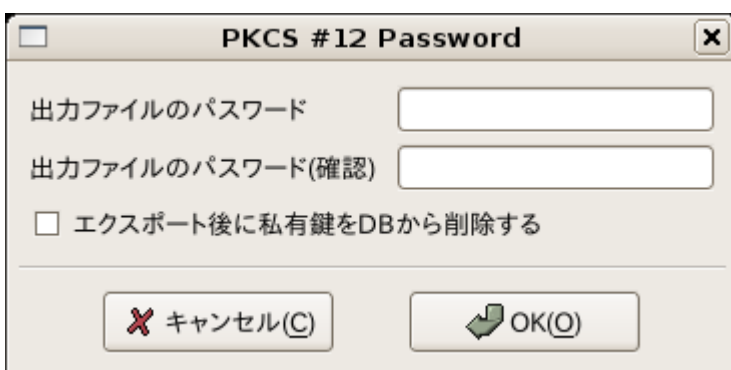 PKCS #12 Password
出力ファイルのパスワード
出力ファイルのパスワード(確認)
エクスポート後に私有鍵をDBから削除する
キャンセル(C) OK(O)